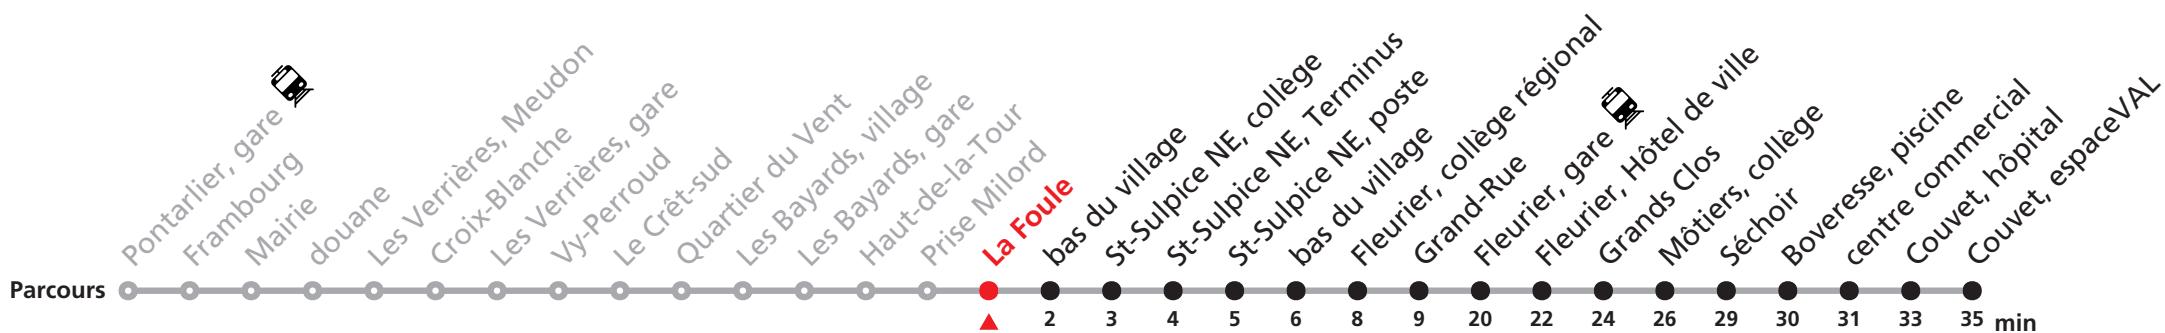 Pontarlier, gare
Frambourg
Mairie
douane
Les Verrières, Meudon
Croix-Blanche
Les Verrières, gare
Vy-Perroud
Le Crêt-sud
Quartier du Vent
Les Bayards, village
Les Bayards, gare
Haut-de-la-Tour
Prise Milord
La Foule
bas du village
St-Sulpice NE, collège
St-Sulpice NE, Terminus
St-Sulpice NE, poste
bas du village
Fleurier, collège régional
Grand-Rue
Fleurier, gare
Fleurier, Hôtel de ville
Grands Clos
Môtiers, collège
Séchoir
Boveresse, piscine
centre commercial
Couvet, hôpital
Couvet, espaceVAL
Parcours
2 3 4 5 6 8 9 20 22 24 26 29 30 31 33 35 min